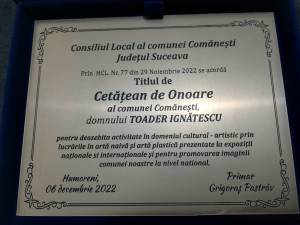 Consiliul Local al comunei Comănești
Județul Suceava
Prin HCL. Nr. 77 din 29 Noiembrie 2022 se acordă
Titlul de
Cetățean de Onoare
al comunei Comănești,
domnului TOADER IGNĂTESCU
pentru deosebita activitate în domeniul cultural - artistic prin
lucrările în artă naivă și artă plastică prezentate la expoziții
naționale si internaționale și pentru promovarea imaginii
comunei noastre la nivel național.
Humoreni, Primar
06 decembrie 2022 Grigoraș Pastrăv